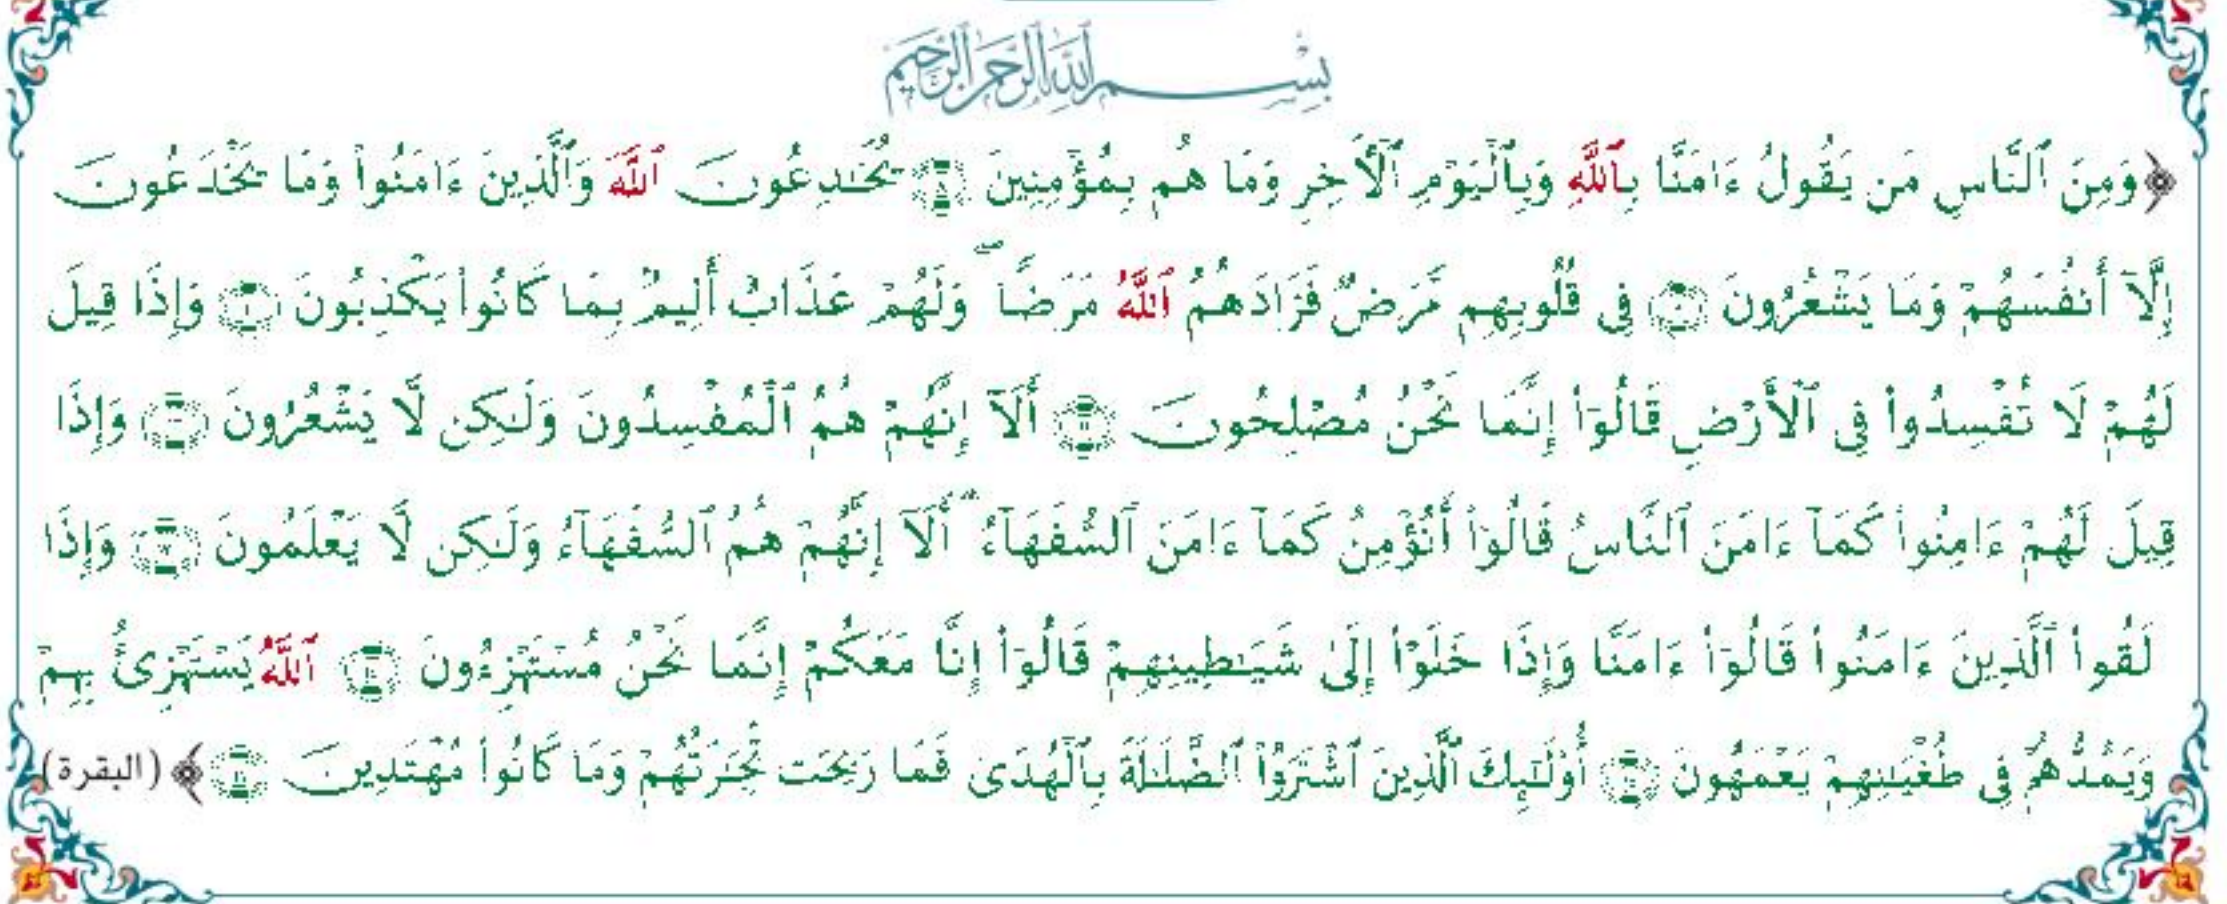 بِسْمِ ٱللَّهِ ٱلرَّحْمَٰنِ ٱلرَّحِيمِ
﴿وَمِنَ ٱلنَّاسِ مَن يَقُولُ ءَامَنَّا بِٱللَّهِ وَبِٱلْيَوْمِ ٱلْأَخِرِ وَمَا هُم بِمُؤْمِنِينَ ۝٨ يُخَٰدِعُونَ ٱللَّهَ وَٱلَّذِينَ ءَامَنُوا۟ وَمَا يَخْدَعُونَ
إِلَّآ أَنفُسَهُمْ وَمَا يَشْعُرُونَ ۝٩ فِى قُلُوبِهِم مَّرَضٌ فَزَادَهُمُ ٱللَّهُ مَرَضًا ۖ وَلَهُمْ عَذَابٌ أَلِيمٌۢ بِمَا كَانُوا۟ يَكْذِبُونَ ۝١٠ وَإِذَا قِيلَ
لَهُمْ لَا تُفْسِدُوا۟ فِى ٱلْأَرْضِ قَالُوٓا۟ إِنَّمَا نَحْنُ مُصْلِحُونَ ۝١١ أَلَآ إِنَّهُمْ هُمُ ٱلْمُفْسِدُونَ وَلَٰكِن لَّا يَشْعُرُونَ ۝١٢ وَإِذَا
قِيلَ لَهُمْ ءَامِنُوا۟ كَمَآ ءَامَنَ ٱلنَّاسُ قَالُوٓا۟ أَنُؤْمِنُ كَمَآ ءَامَنَ ٱلسُّفَهَآءُ ۗ أَلَآ إِنَّهُمْ هُمُ ٱلسُّفَهَآءُ وَلَٰكِن لَّا يَعْلَمُونَ ۝١٣ وَإِذَا
لَقُوا۟ ٱلَّذِينَ ءَامَنُوا۟ قَالُوٓا۟ ءَامَنَّا وَإِذَا خَلَوْا۟ إِلَىٰ شَيَٰطِينِهِمْ قَالُوٓا۟ إِنَّا مَعَكُمْ إِنَّمَا نَحْنُ مُسْتَهْزِءُونَ ۝١٤ ٱللَّهُ يَسْتَهْزِئُ بِهِمْ
وَيَمُدُّهُمْ فِى طُغْيَٰنِهِمْ يَعْمَهُونَ ۝١٥ أُو۟لَٰٓئِكَ ٱلَّذِينَ ٱشْتَرَوُا۟ ٱلضَّلَٰلَةَ بِٱلْهُدَىٰ فَمَا رَبِحَت تِّجَٰرَتُهُمْ وَمَا كَانُوا۟ مُهْتَدِينَ ۝١٦﴾ (البقرة)